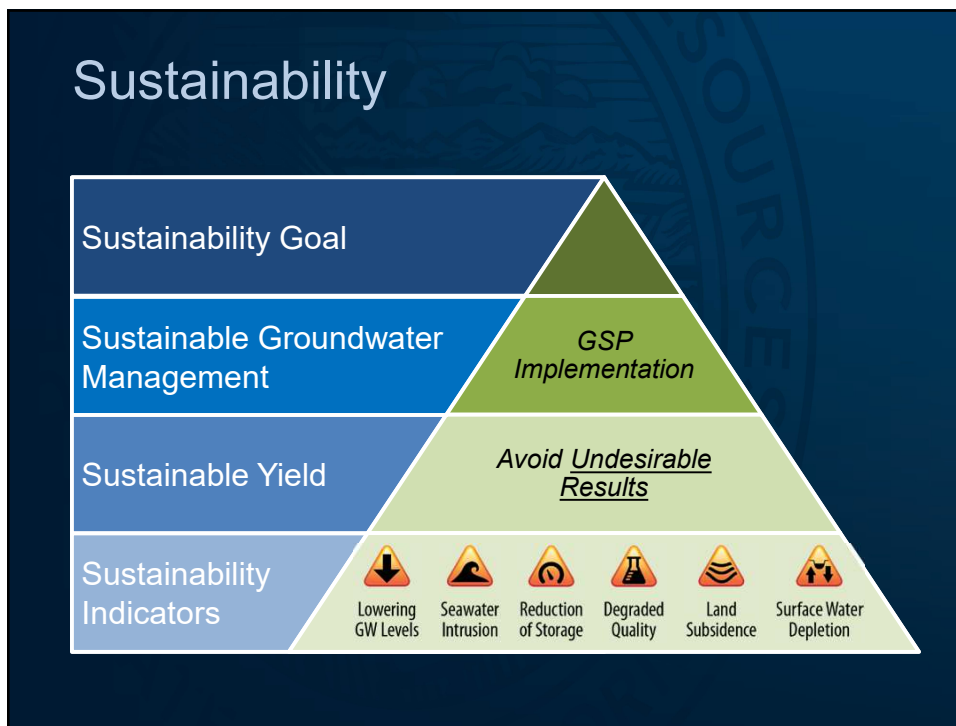 Sustainability
Sustainability Goal
Sustainable Groundwater
Management
GSP
Implementation
Sustainable Yield
Avoid Undesirable
Results
Sustainability
Indicators
Lowering
GW Levels
Seawater
Intrusion
Reduction
of Storage
Degraded
Quality
Land
Subsidence
Surface Water
Depletion